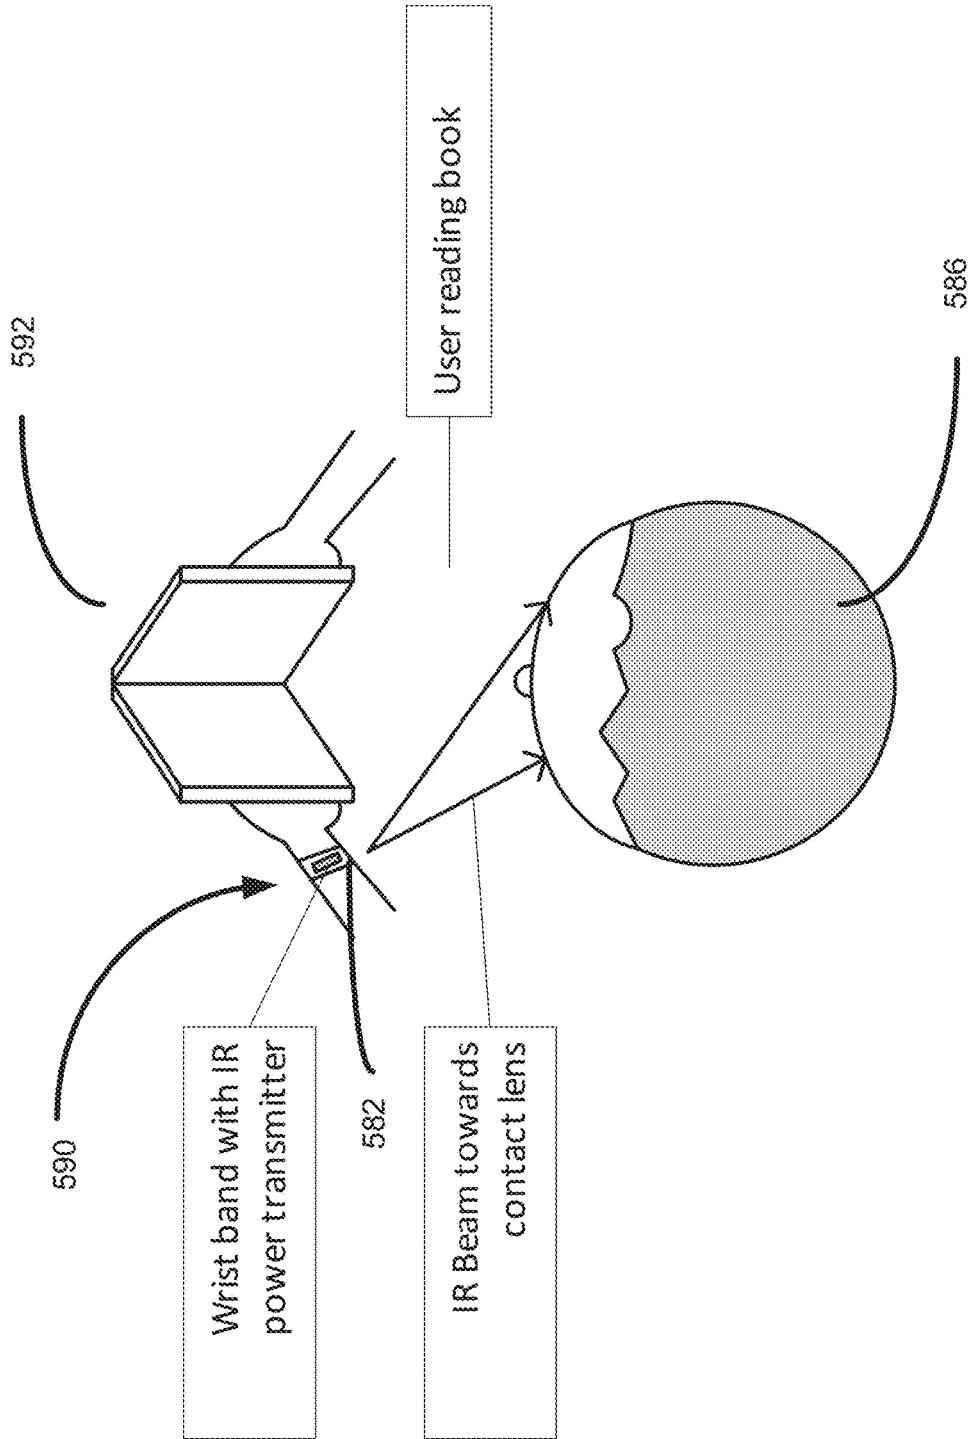 590
Wrist band with IR
power transmitter
582
IR Beam towards
contact lens
592
User reading book
586